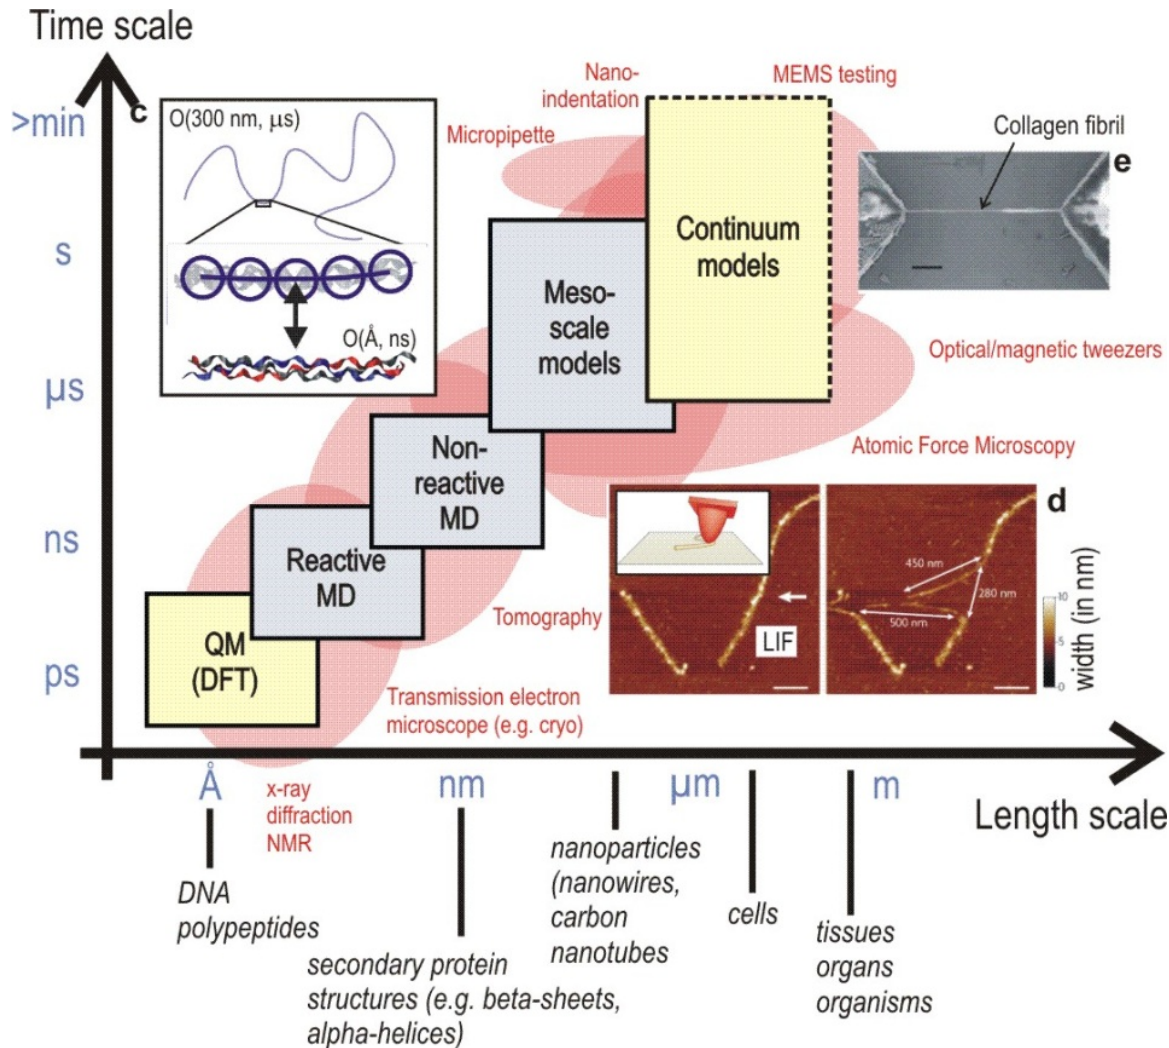 Time scale
>min
s
µs
ns
ps
c
O(300 nm, µs)
O(Å, ns)
Nano-
indentation
MEMS testing
Micropipette
Collagen fibril
e
Continuum
models
Meso-
scale
models
Optical/magnetic tweezers
Atomic Force Microscopy
Non-
reactive
MD
Reactive
MD
QM
(DFT)
Tomography
Transmission electron
microscope (e.g. cryo)
d
LIF
450 nm
280 nm
500 nm
10
5
0
width (in nm)
Å
nm
µm
m
Length scale
x-ray
diffraction
NMR
DNA
polypeptides
secondary protein
structures (e.g. beta-sheets,
alpha-helices)
nanoparticles
(nanowires,
carbon
nanotubes
cells
tissues
organs
organisms